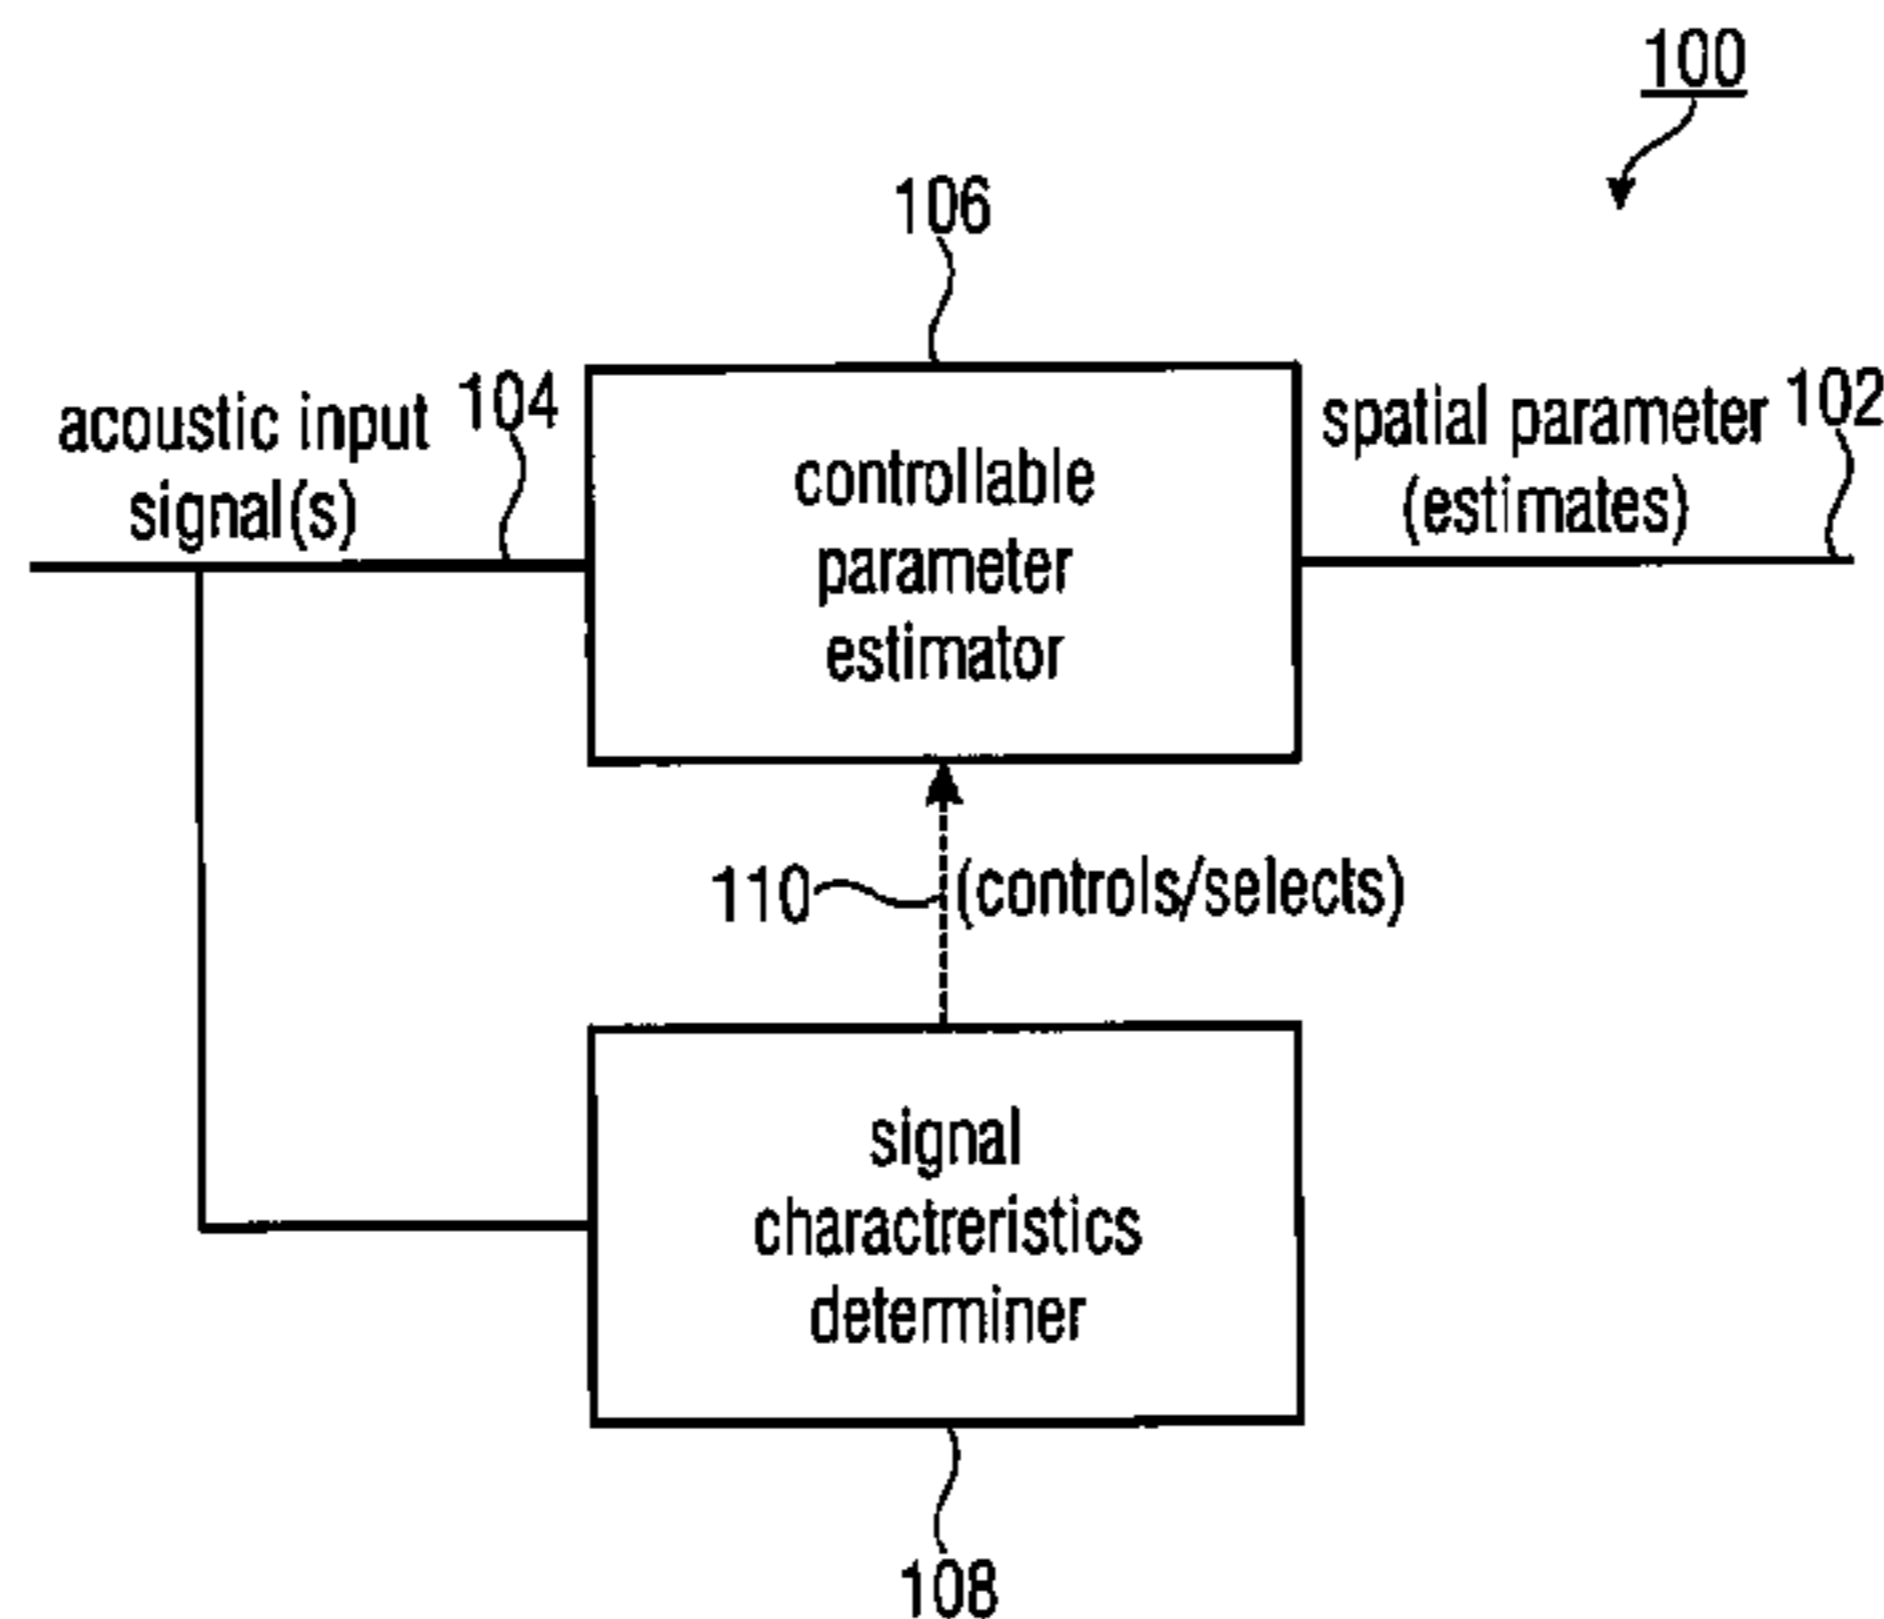 100
106
acoustic input
signal(s)
104
controllable
parameter
estimator
spatial parameter
(estimates)
102
110
(controls/selects)
signal
charactreristics
determiner
108